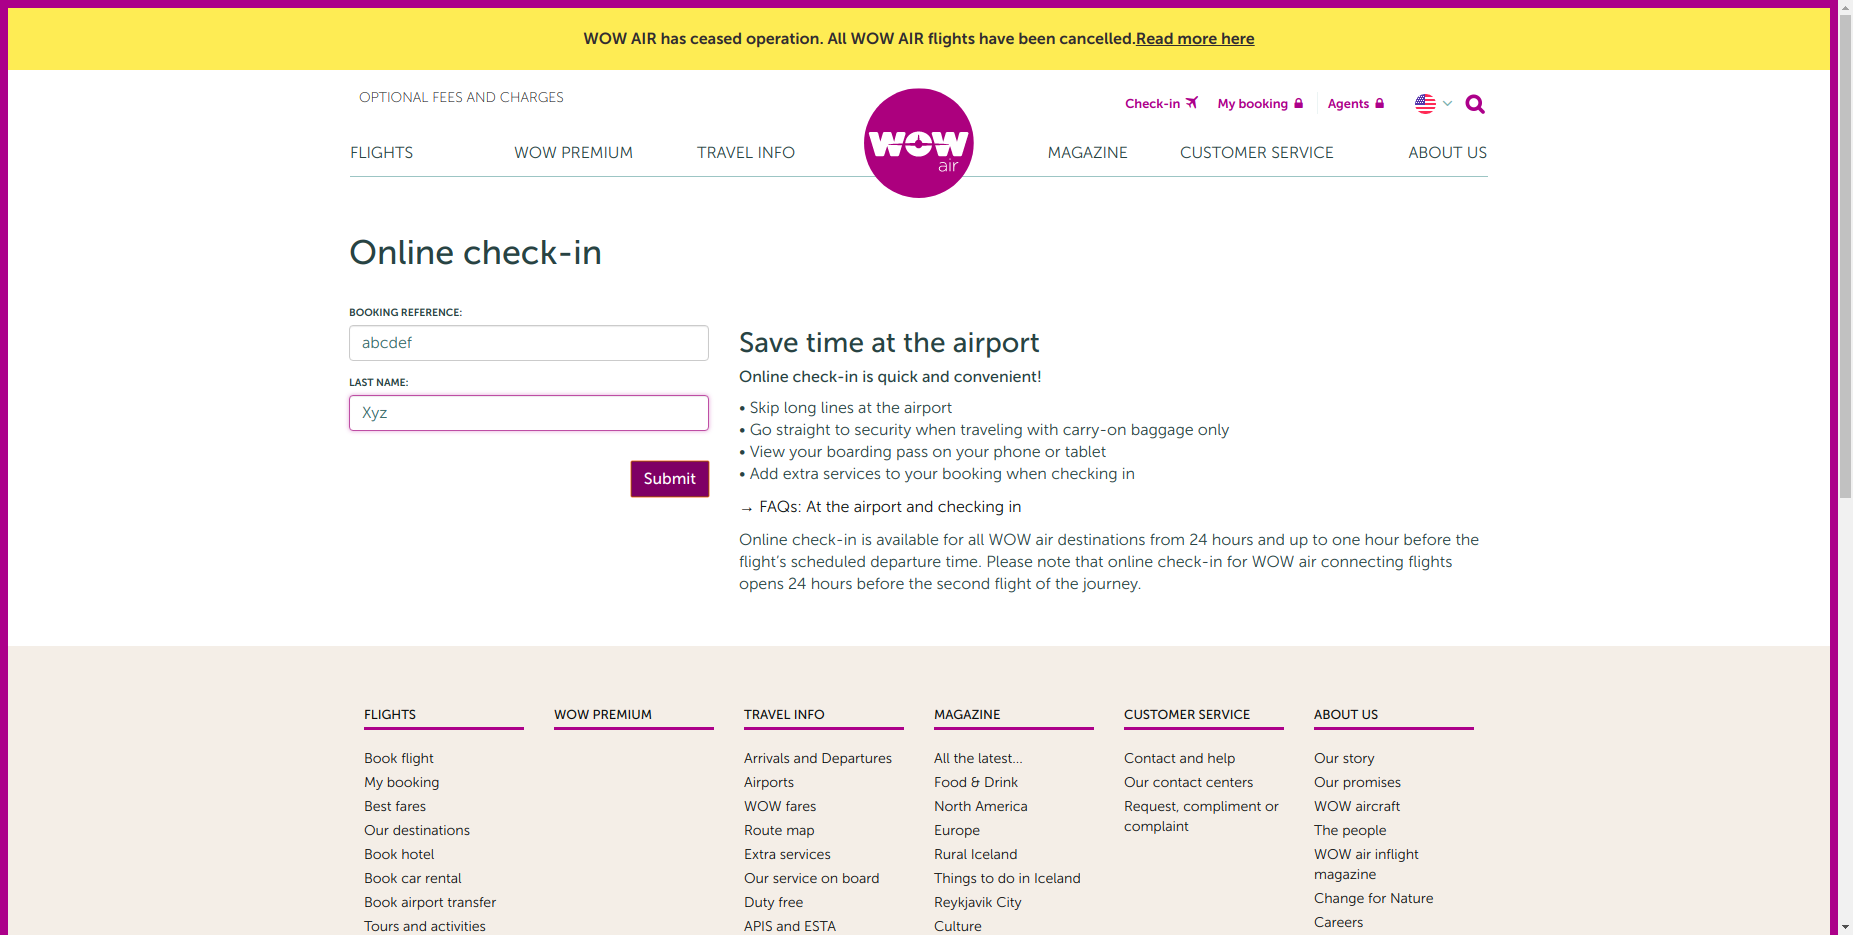 WOW AIR has ceased operation. All WOW AIR flights have been cancelled.Read more here
OPTIONAL FEES AND CHARGES
Check-in
My booking
Agents
FLIGHTS
WOW PREMIUM
TRAVEL INFO
WOW
air
MAGAZINE
CUSTOMER SERVICE
ABOUT US
Online check-in
BOOKING REFERENCE:
abcdef
LAST NAME:
Xyz
Submit
Save time at the airport
Online check-in is quick and convenient!
• Skip long lines at the airport
• Go straight to security when traveling with carry-on baggage only
• View your boarding pass on your phone or tablet
• Add extra services to your booking when checking in
→ FAQs: At the airport and checking in
Online check-in is available for all WOW air destinations from 24 hours and up to one hour before the
flight’s scheduled departure time. Please note that online check-in for WOW air connecting flights
opens 24 hours before the second flight of the journey.
FLIGHTS
Book flight
My booking
Best fares
Our destinations
Book hotel
Book car rental
Book airport transfer
Tours and activities
WOW PREMIUM
TRAVEL INFO
Arrivals and Departures
Airports
WOW fares
Route map
Extra services
Our service on board
Duty free
APIS and ESTA
MAGAZINE
All the latest...
Food & Drink
North America
Europe
Rural Iceland
Things to do in Iceland
Reykjavik City
Culture
CUSTOMER SERVICE
Contact and help
Our contact centers
Request, compliment or
complaint
ABOUT US
Our story
Our promises
WOW aircraft
The people
WOW air inflight
magazine
Change for Nature
Careers